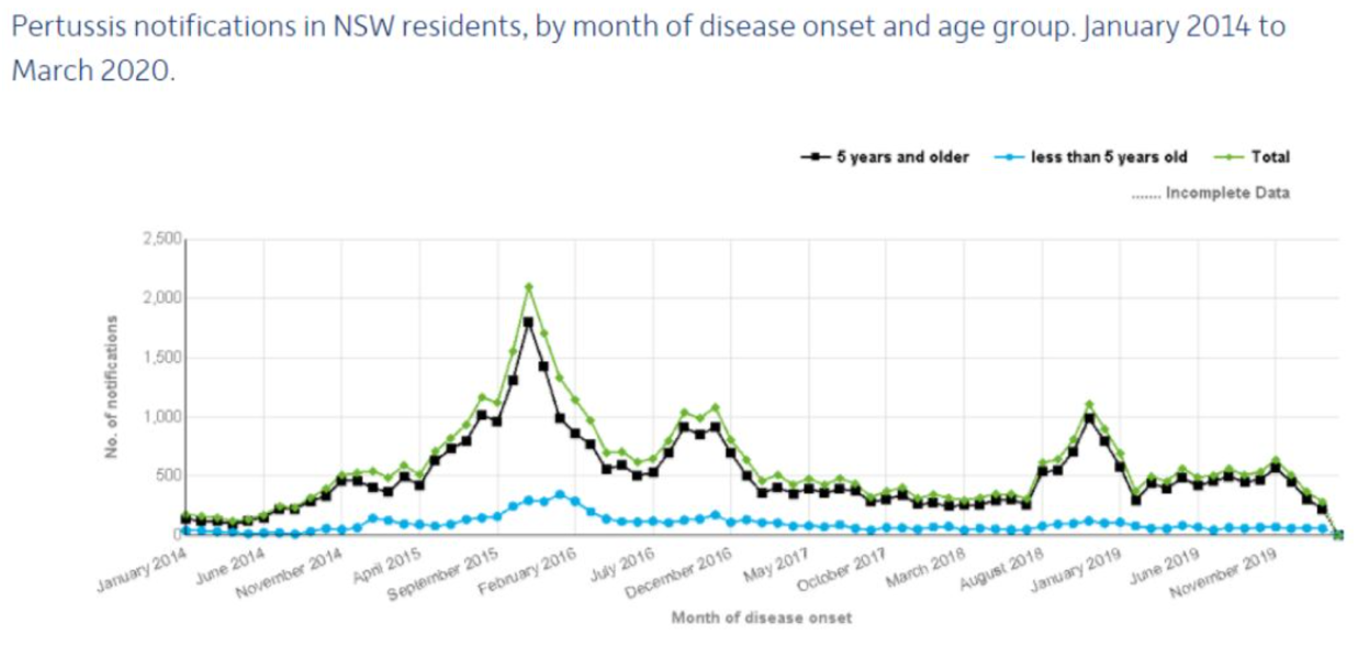 Pertussis notifications in NSW residents, by month of disease onset and age group. January 2014 to
March 2020.
5 years and older less than 5 years old Total
....... Incomplete Data
No. of notifications
2,500
2,000
1,500
1,000
500
0
January 2014 June 2014 November 2014 April 2015 September 2015 February 2016 July 2016 December 2016 May 2017 October 2017 March 2018 August 2018 January 2019 June 2019 November 2019
Month of disease onset